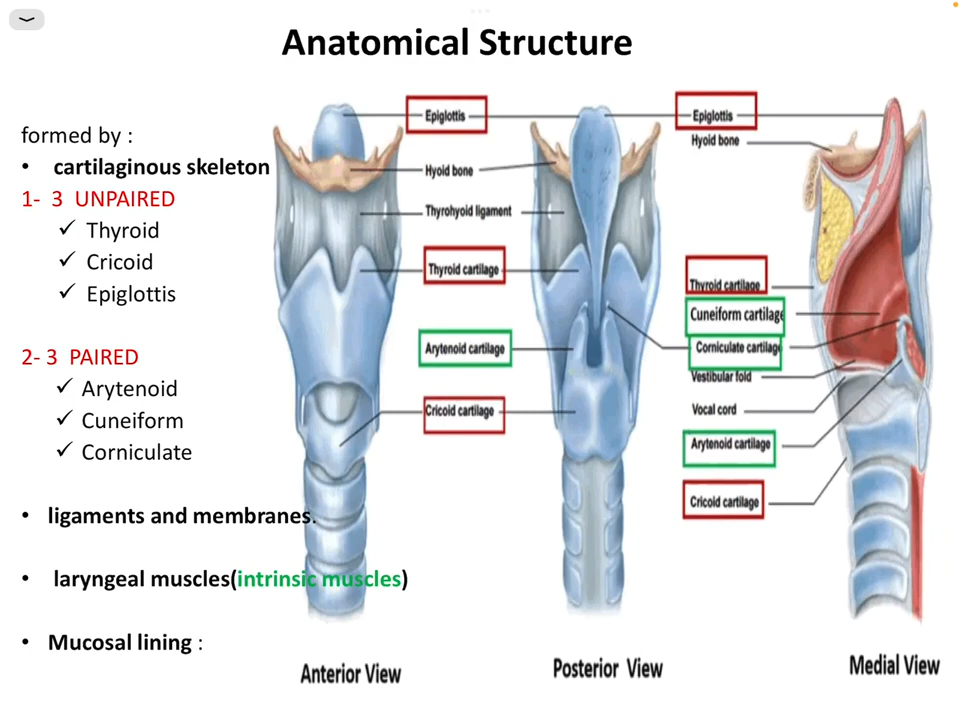 Anatomical Structure
formed by :
• cartilaginous skeleton
1- 3 UNPAIRED
✓ Thyroid
✓ Cricoid
✓ Epiglottis
2- 3 PAIRED
✓ Arytenoid
✓ Cuneiform
✓ Corniculate
• ligaments and membranes.
• laryngeal muscles(intrinsic muscles)
• Mucosal lining :
Epiglottis
Hyoid bone
Thyrohyoid ligament
Thyroid cartilage
Arytenoid cartilage
Cricoid cartilage
Epiglottis
Hyoid bone
Thyroid cartilage
Cuneiform cartilage
Corniculate cartilage
Vestibular fold
Vocal cord
Arytenoid cartilage
Cricoid cartilage
Anterior View
Posterior View
Medial View